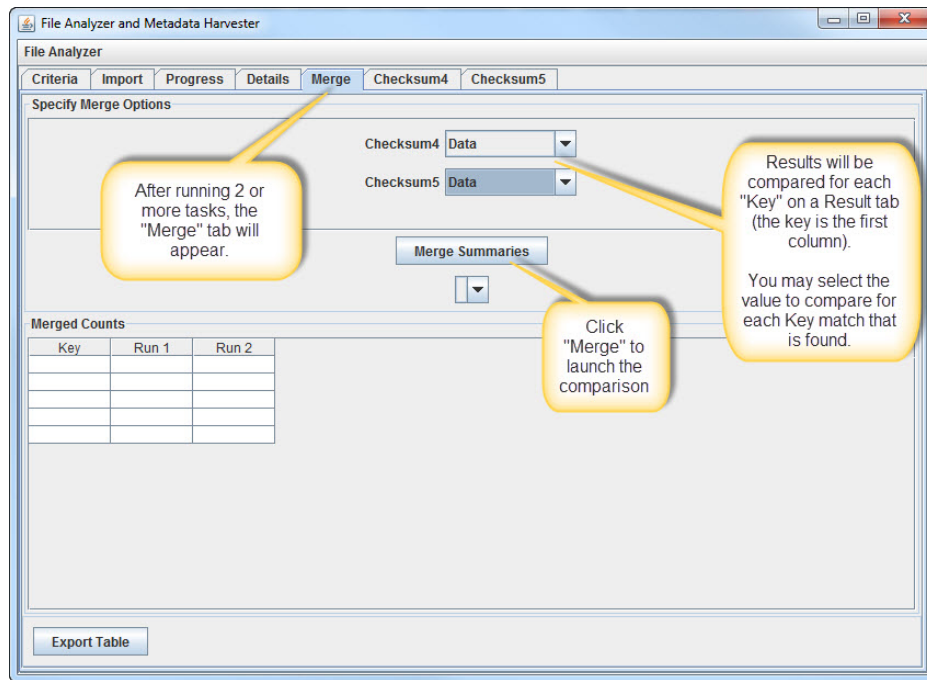 File Analyzer and Metadata Harvester
File Analyzer
Criteria Import Progress Details Merge Checksum4 Checksum5
Specify Merge Options
Checksum4 Data
Checksum5 Data
After running 2 or
more tasks, the
"Merge" tab will
appear.
Results will be
compared for each
"Key" on a Result tab
(the key is the first
column).
You may select the
value to compare for
each Key match that
is found.
Merge Summaries
Click
"Merge" to
launch the
comparison
Merged Counts
Key Run 1 Run 2
Export Table